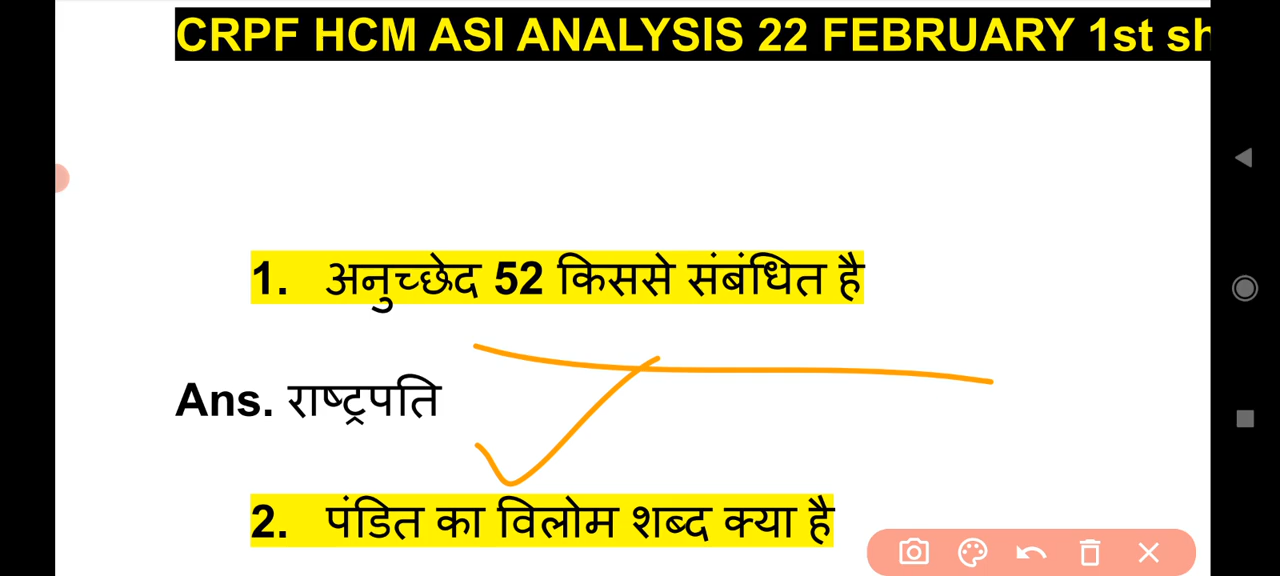 CRPF HCM ASI ANALYSIS 22 FEBRUARY 1st sh
1. अनुच्छेद 52 किससे संबंधित है
Ans. राष्ट्रपति
2. पंडित का विलोम शब्द क्या है